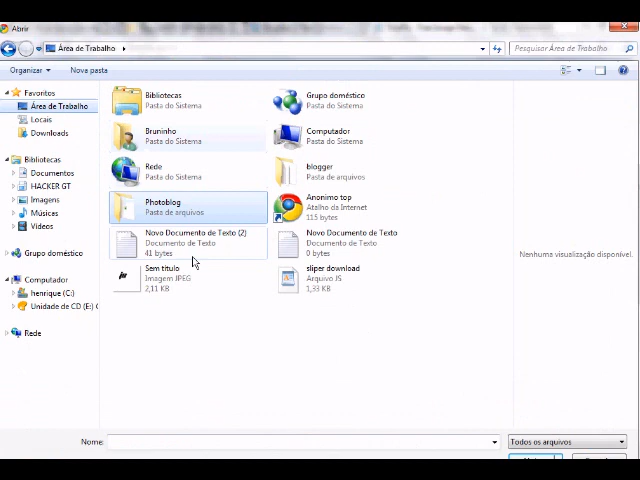 Abrir
Área de Trabalho
Pesquisar Área de Trabalho
Organizar
Nova pasta
Favoritos
Área de Trabalho
Locais
Downloads
Bibliotecas
Documentos
HACKER GT
Imagens
Músicas
Vídeos
Grupo doméstico
Computador
henrique (C:)
Unidade de CD (E:) (
Rede
Bibliotecas
Pasta do Sistema
Grupo doméstico
Pasta do Sistema
Bruninho
Pasta do Sistema
Computador
Pasta do Sistema
Rede
Pasta do Sistema
blogger
Pasta de arquivos
Photoblog
Pasta de arquivos
Anonimo top
Atalho da Internet
115 bytes
Novo Documento de Texto (2)
Documento de Texto
41 bytes
Novo Documento de Texto
Documento de Texto
0 bytes
Sem título
Imagem JPEG
2,11 KB
sliper download
Arquivo JS
1,33 KB
Nenhuma visualização disponível.
Nome:
Todos os arquivos